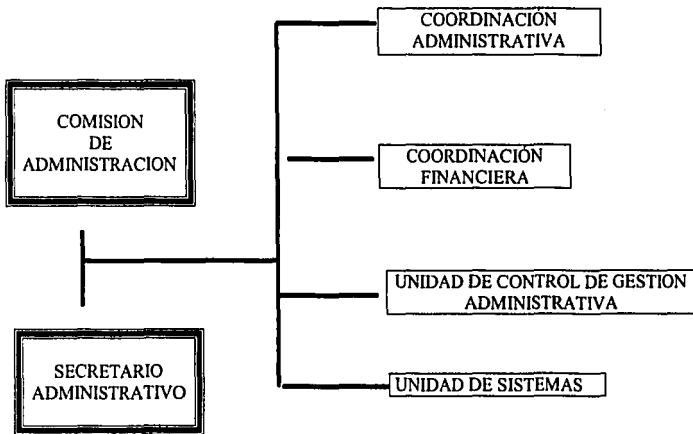 COORDINACIÓN
ADMINISTRATIVA
COMISION
DE
ADMINISTRACION
COORDINACIÓN
FINANCIERA
UNIDAD DE CONTROL DE GESTION
ADMINISTRATIVA
SECRETARIO
ADMINISTRATIVO
UNIDAD DE SISTEMAS